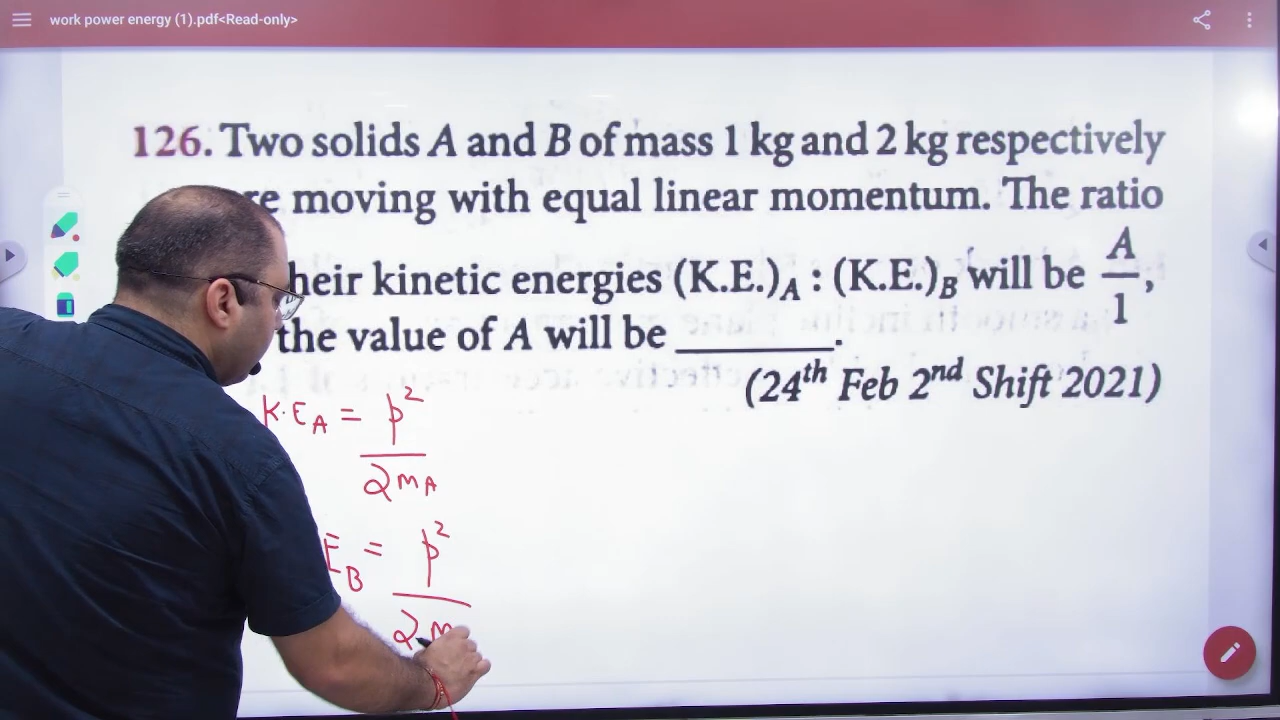 work power energy (1).pdf<Read-only>
126. Two solids A and B of mass 1 kg and 2 kg respectively
moving with equal linear momentum. The ratio
kinetic energies (K.E.)A : (K.E.)B will be A/1,
the value of A will be ________.
(24th Feb 2nd Shift 2021)
K.EA = p²
2mA
EB = p²
2m